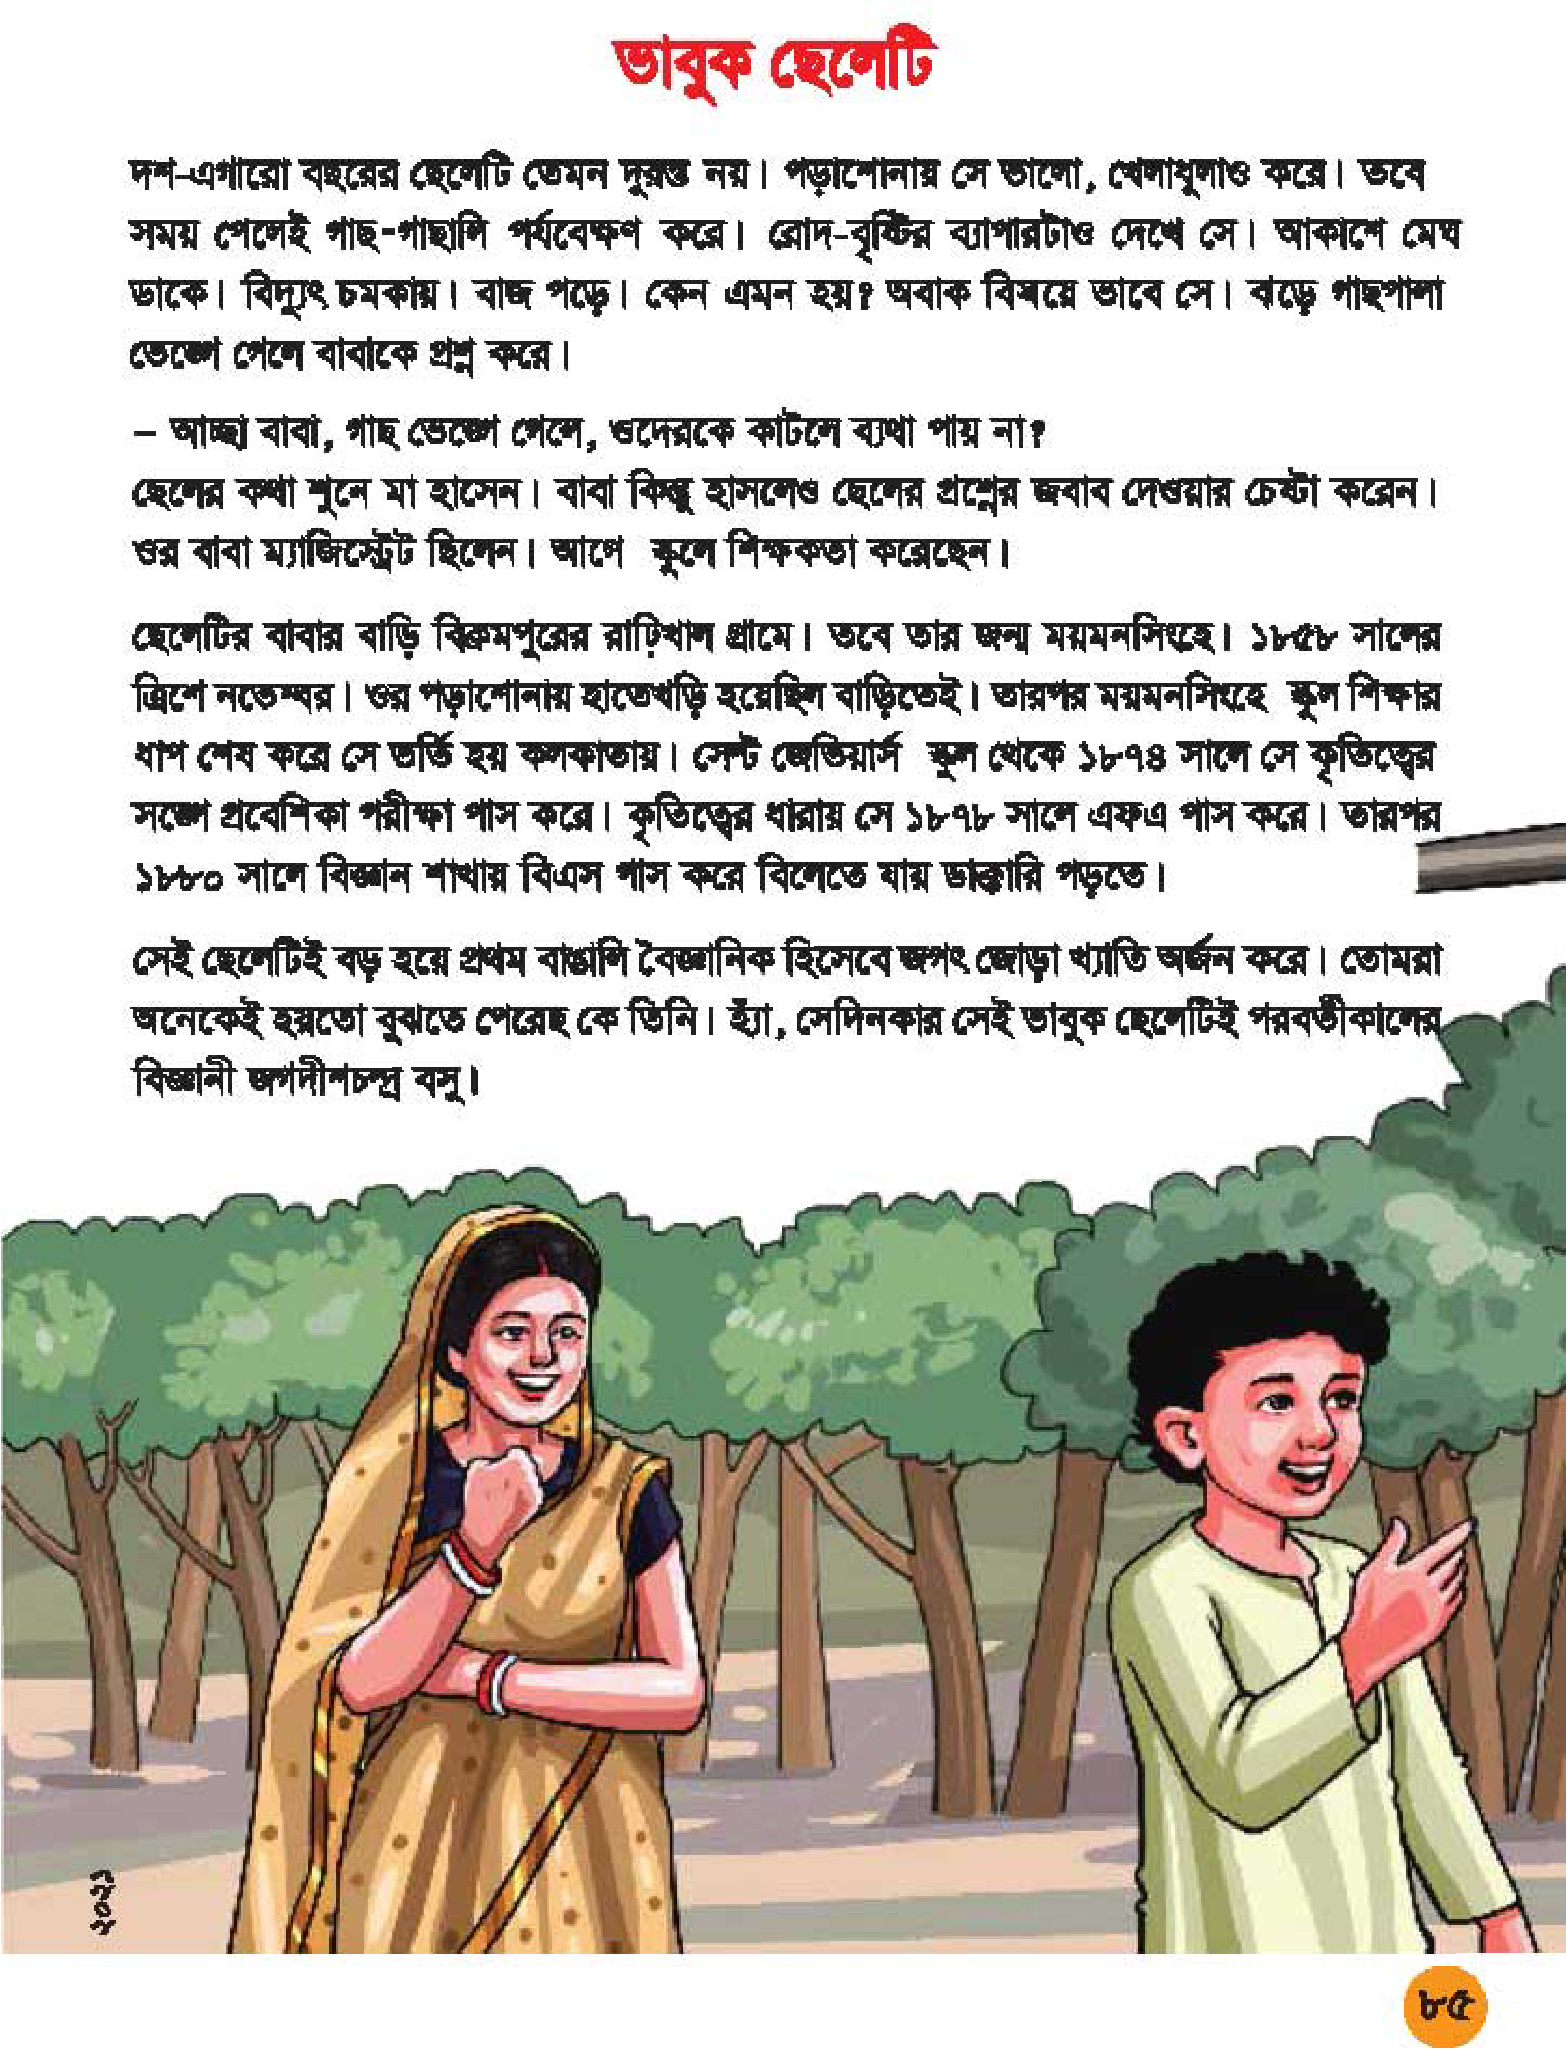 ভাবুক ছেলেটি
দশ-এগারো বছরের ছেলেটি তেমন দুরন্ত নয়। পড়াশোনায় সে ভালো, খেলাধুলাও করে। তবে
সময় পেলেই গাছ-গাছালি পর্যবেক্ষণ করে। রোদ-বৃষ্টির ব্যাপারটাও দেখে সে। আকাশে মেঘ
ডাকে। বিদ্যুৎ চমকায়। বাজ পড়ে। কেন এমন হয়? অবাক বিস্ময়ে ভাবে সে। ঝড়ে গাছপালা
ভেঙ্গে গেলে বাবাকে প্রশ্ন করে।
– আচ্ছা বাবা, গাছ ভেঙ্গে গেলে, ওদেরকে কাটলে ব্যথা পায় না?
ছেলের কথা শুনে মা হাসেন। বাবা কিন্তু হাসলেও ছেলের প্রশ্নের জবাব দেওয়ার চেষ্টা করেন।
ওর বাবা ম্যাজিস্ট্রেট ছিলেন। আগে স্কুলে শিক্ষকতা করেছেন।
ছেলেটির বাবার বাড়ি বিক্রমপুরের রাঢ়িখাল গ্রামে। তবে তার জন্ম ময়মনসিংহে। ১৮৫৮ সালের
ত্রিশে নভেম্বর। ওর পড়াশোনায় হাতেখড়ি হয়েছিল বাড়িতেই। তারপর ময়মনসিংহে স্কুল শিক্ষার
ধাপ শেষ করে সে ভর্তি হয় কলকাতায়। সেন্ট জেভিয়ার্স স্কুল থেকে ১৮৭৪ সালে সে কৃতিত্বের
সঙ্গে প্রবেশিকা পরীক্ষা পাস করে। কৃতিত্বের ধারায় সে ১৮৭৮ সালে এফএ পাস করে। তারপর
১৮৮০ সালে বিজ্ঞান শাখায় বিএস পাস করে বিলেতে যায় ডাক্তারি পড়তে।
সেই ছেলেটিই বড় হয়ে প্রথম বাঙালি বৈজ্ঞানিক হিসেবে জগৎ জোড়া খ্যাতি অর্জন করে। তোমরা
অনেকেই হয়তো বুঝতে পেরেছ কে তিনি। হ্যাঁ, সেদিনকার সেই ভাবুক ছেলেটিই পরবর্তীকালের
বিজ্ঞানী জগদীশচন্দ্র বসু।
২০২১
৮৫